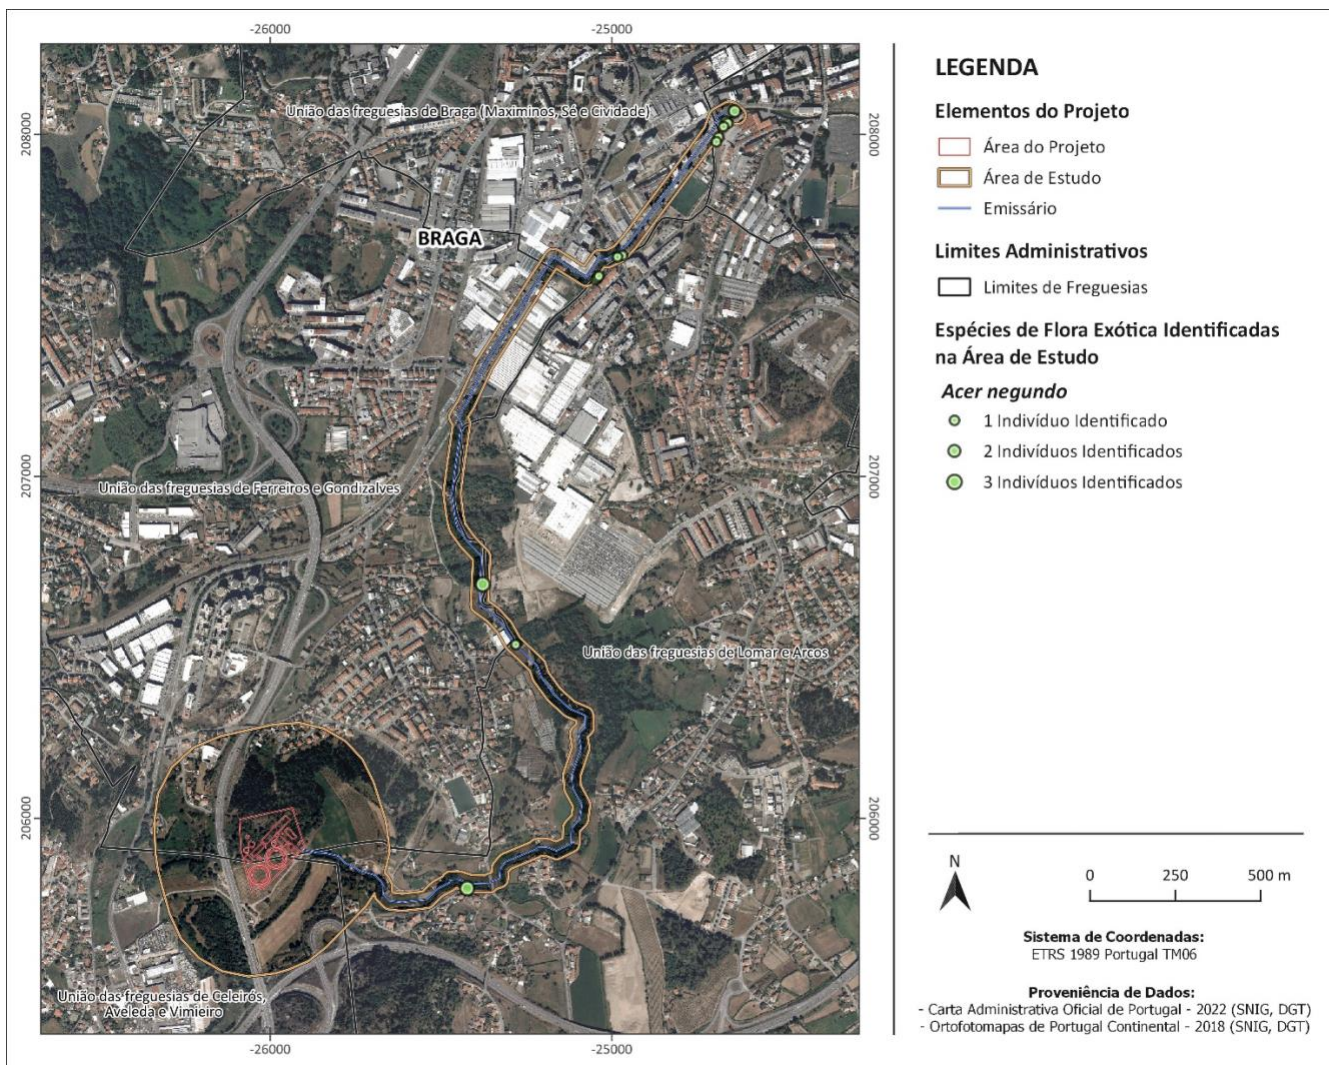 -26000
-25000
LEGENDA
Elementos do Projeto
Área do Projeto
Área de Estudo
Emissário
Limites Administrativos
Limites de Freguesias
Espécies de Flora Exótica Identificadas
na Área de Estudo
Acer negundo
1 Indivíduo Identificado
2 Indivíduos Identificados
3 Indivíduos Identificados
União das freguesias de Braga (Maximinos, Sé e Cividade)
208000
208000
BRAGA
207000
207000
União das freguesias de Ferreiros e Gondizalves
União das freguesias de Lomar e Arcos
206000
206000
União das freguesias de Celeirós,
Aveleda e Vimieiro
-26000
-25000
N
0 250 500 m
Sistema de Coordenadas:
ETRS 1989 Portugal TM06
Proveniência de Dados:
- Carta Administrativa Oficial de Portugal - 2022 (SNIG, DGT)
- Ortofotomapas de Portugal Continental - 2018 (SNIG, DGT)